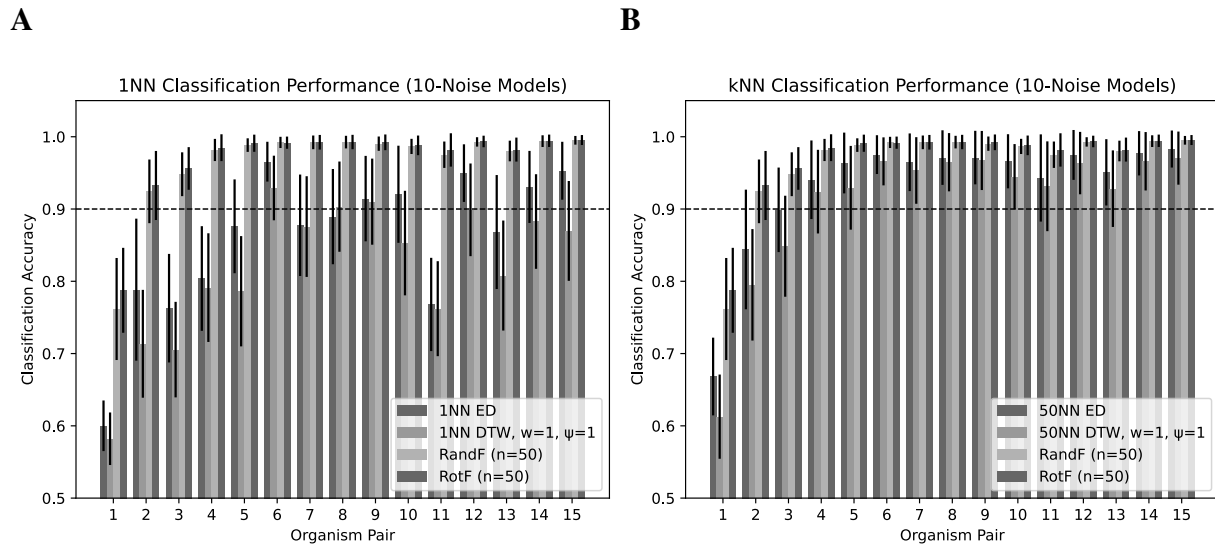 A
B
1NN Classification Performance (10-Noise Models)
Classification Accuracy
1.0
0.9
0.8
0.7
0.6
0.5
1NN ED
1NN DTW, w=1, ψ=1
RandF (n=50)
RotF (n=50)
1 2 3 4 5 6 7 8 9 10 11 12 13 14 15
Organism Pair
kNN Classification Performance (10-Noise Models)
Classification Accuracy
1.0
0.9
0.8
0.7
0.6
0.5
50NN ED
50NN DTW, w=1, ψ=1
RandF (n=50)
RotF (n=50)
1 2 3 4 5 6 7 8 9 10 11 12 13 14 15
Organism Pair